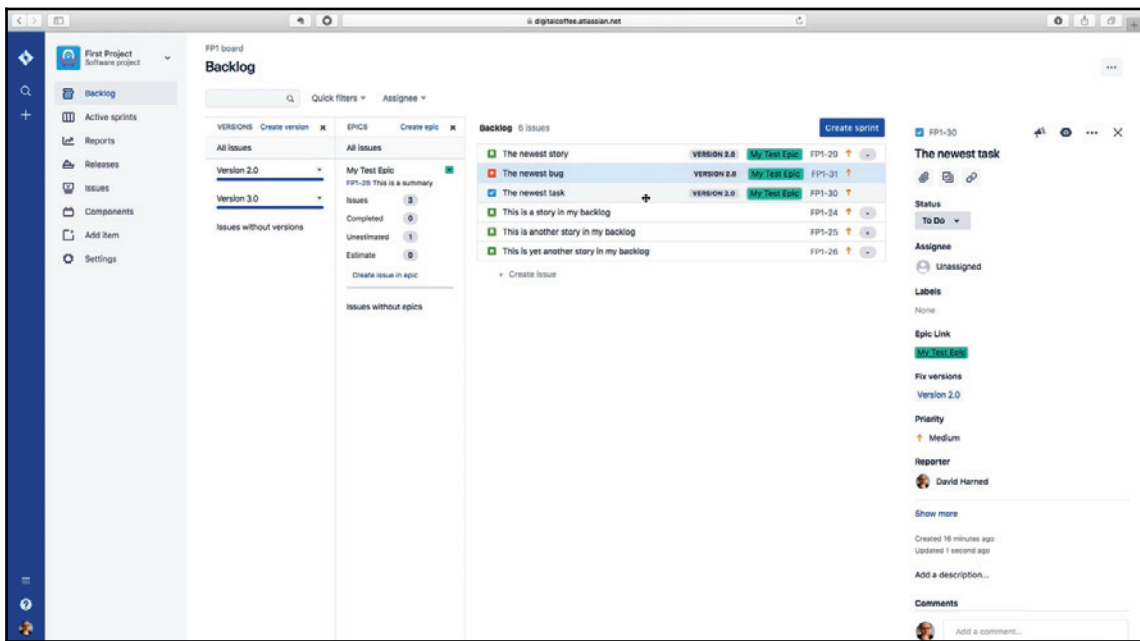 digitalcoffee.atlassian.net
First Project
Software project
Backlog
Active sprints
Reports
Releases
Issues
Components
Add item
Settings
FP1 board
Backlog
Quick filters
Assignee
VERSIONS Create version
All issues
Version 2.0
Version 3.0
Issues without versions
EPICS Create epic
All issues
My Test Epic
FP1-28 This is a summary
Issues 3
Completed 0
Unestimated 1
Estimate 0
Create issue in epic
Issues without epics
Backlog 6 issues Create sprint
The newest story VERSION 2.0 My Test Epic FP1-29 -
The newest bug VERSION 2.0 My Test Epic FP1-31
The newest task VERSION 2.0 My Test Epic FP1-30
This is a story in my backlog FP1-24 -
This is another story in my backlog FP1-25 -
This is yet another story in my backlog FP1-26 -
+ Create issue
FP1-30
The newest task
Status
To Do
Assignee
Unassigned
Labels
None
Epic Link
My Test Epic
Fix versions
Version 2.0
Priority
Medium
Reporter
David Harned
Show more
Created 16 minutes ago
Updated 1 second ago
Add a description...
Comments
Add a comment...